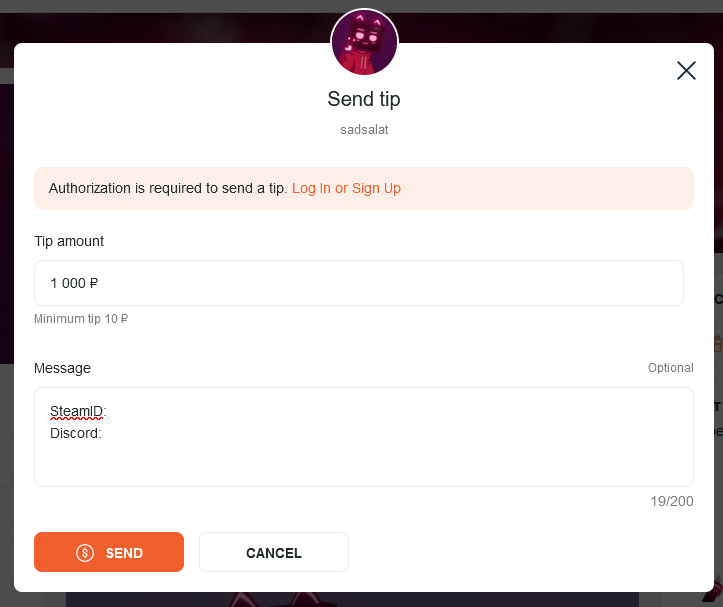 Send tip
sadsalat
Authorization is required to send a tip. Log In or Sign Up
Tip amount
1 000 ₽
Minimum tip 10 ₽
Message
Optional
SteamID:
Discord:
19/200
SEND
CANCEL